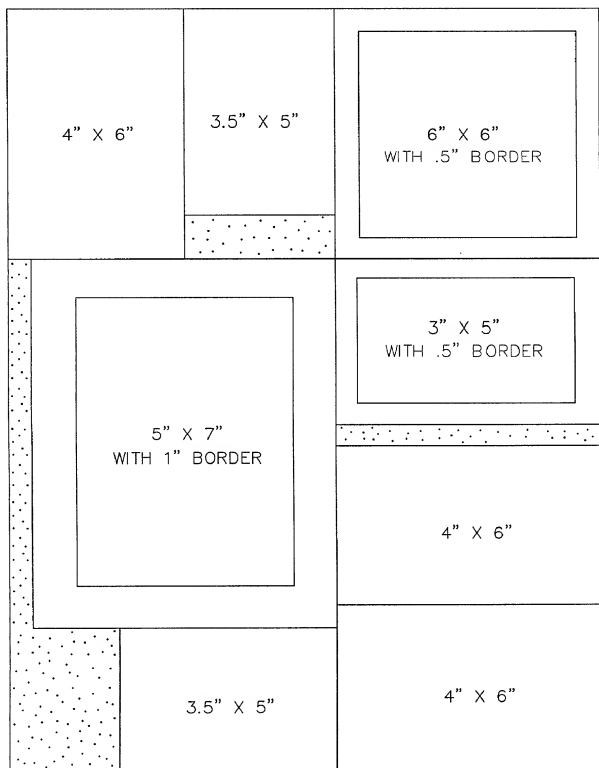 4" X 6"
3.5" X 5"
6" X 6"
WITH .5" BORDER
3" X 5"
WITH .5" BORDER
5" X 7"
WITH 1" BORDER
4" X 6"
3.5" X 5"
4" X 6"